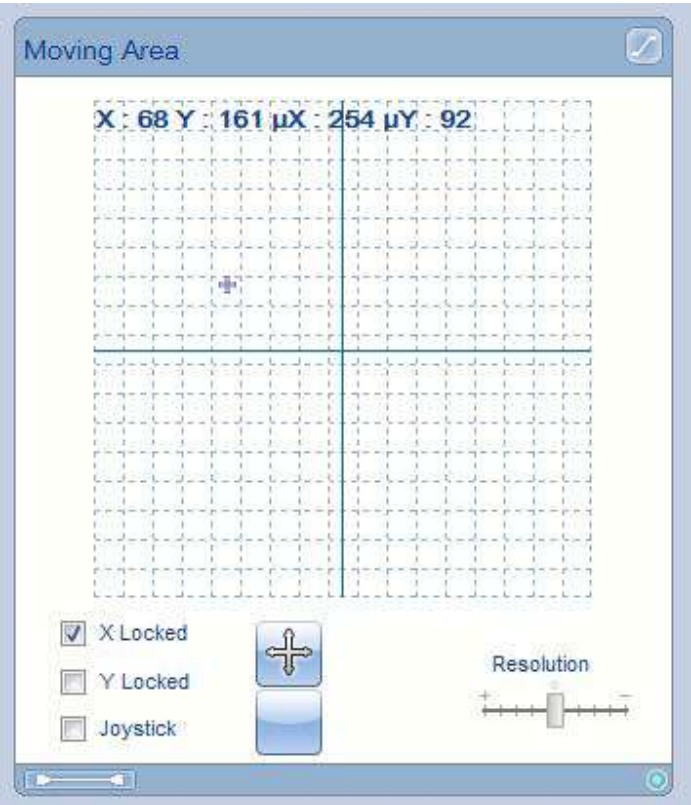 Moving Area
X : 68 Y : 161 µX : 254 µY : 92
X Locked
Y Locked
Joystick
Resolution
+ −